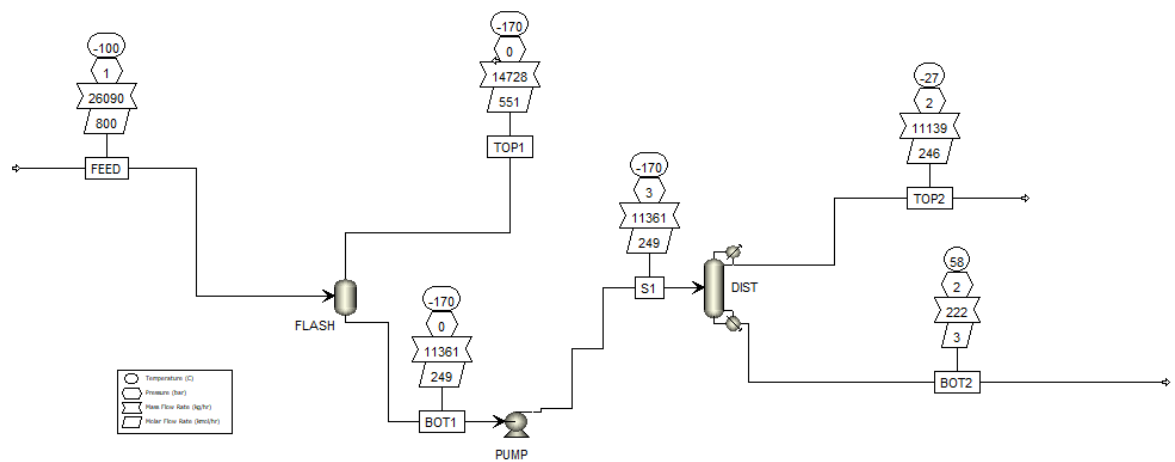 -100
1
26090
800
FEED
-170
0
14728
551
TOP1
-27
2
11139
246
TOP2
-170
3
11361
249
S1
DIST
58
2
222
3
BOT2
FLASH
-170
0
11361
249
BOT1
PUMP
Temperature (C)
Pressure (bar)
Mass Flow Rate (kg/hr)
Molar Flow Rate (kmol/hr)